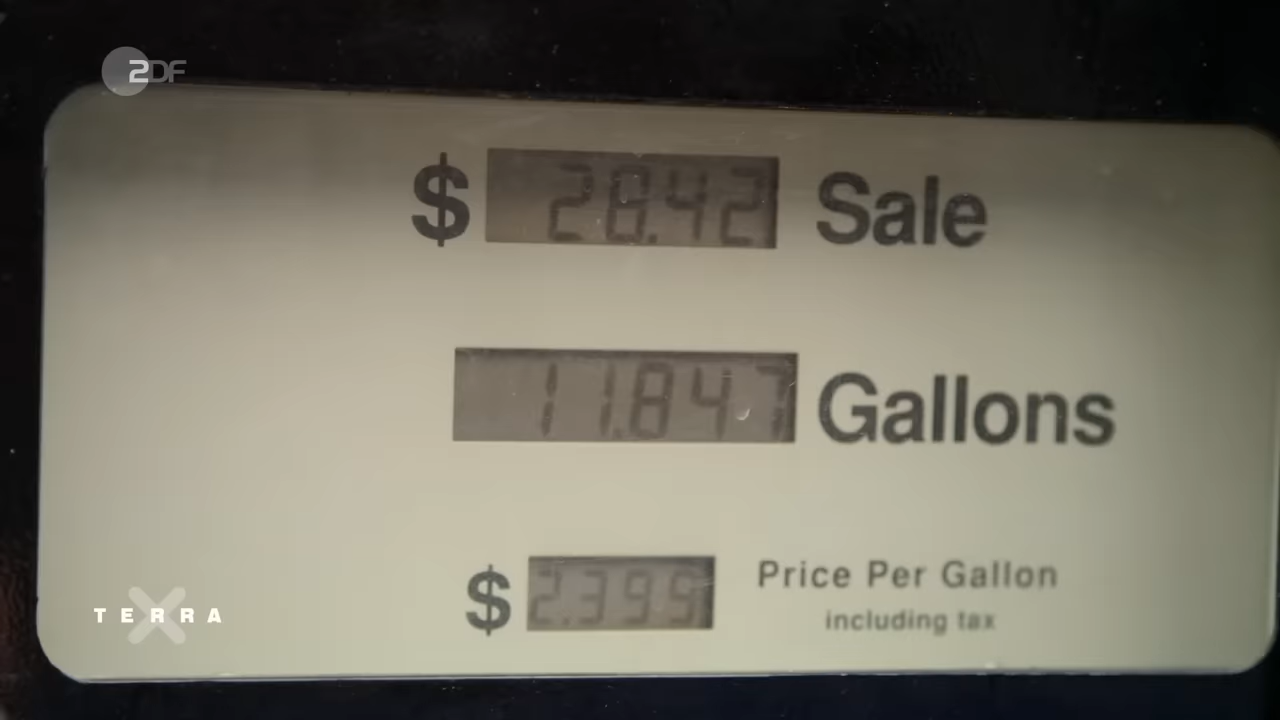 2DF
$ 28.42 Sale
11.847 Gallons
$ 2.399 Price Per Gallon
including tax
TERRA X